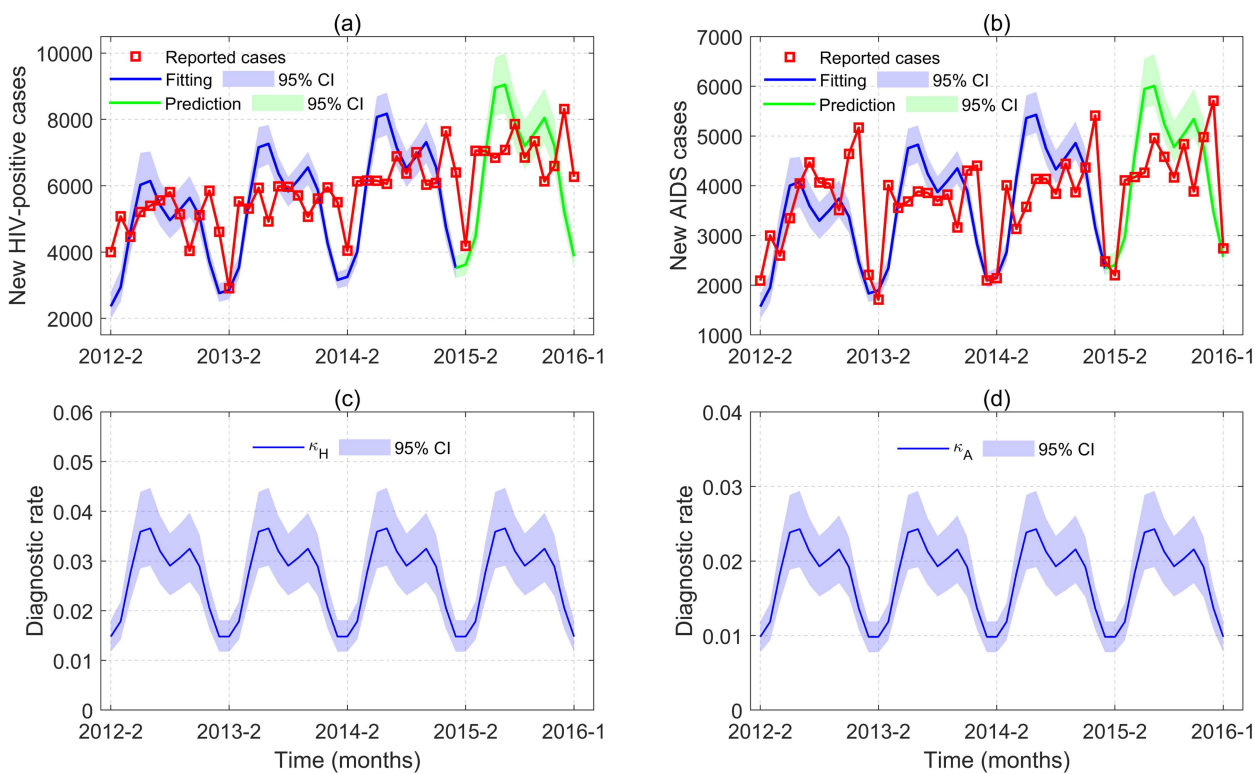 (a)
New HIV-positive cases
10000
8000
6000
4000
2000
Reported cases
Fitting 95% CI
Prediction 95% CI
2012-2 2013-2 2014-2 2015-2 2016-1
(b)
New AIDS cases
7000
6000
5000
4000
3000
2000
1000
Reported cases
Fitting 95% CI
Prediction 95% CI
2012-2 2013-2 2014-2 2015-2 2016-1
(c)
Diagnostic rate
0.06
0.05
0.04
0.03
0.02
0.01
0
κH 95% CI
2012-2 2013-2 2014-2 2015-2 2016-1
Time (months)
(d)
Diagnostic rate
0.04
0.03
0.02
0.01
0
κA 95% CI
2012-2 2013-2 2014-2 2015-2 2016-1
Time (months)